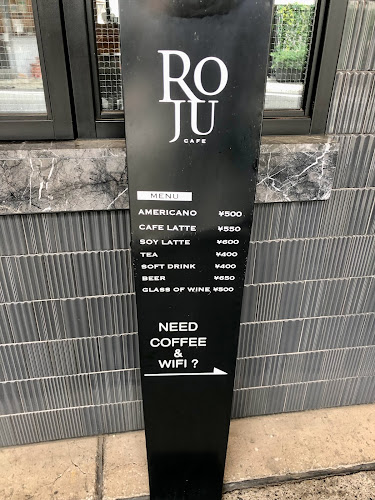 RO
JU
CAFE
MENU
AMERICANO ¥500
CAFE LATTE ¥550
SOY LATTE ¥600
TEA ¥400
SOFT DRINK ¥400
BEER ¥650
GLASS OF WINE ¥500
NEED
COFFEE
&
WIFI ?